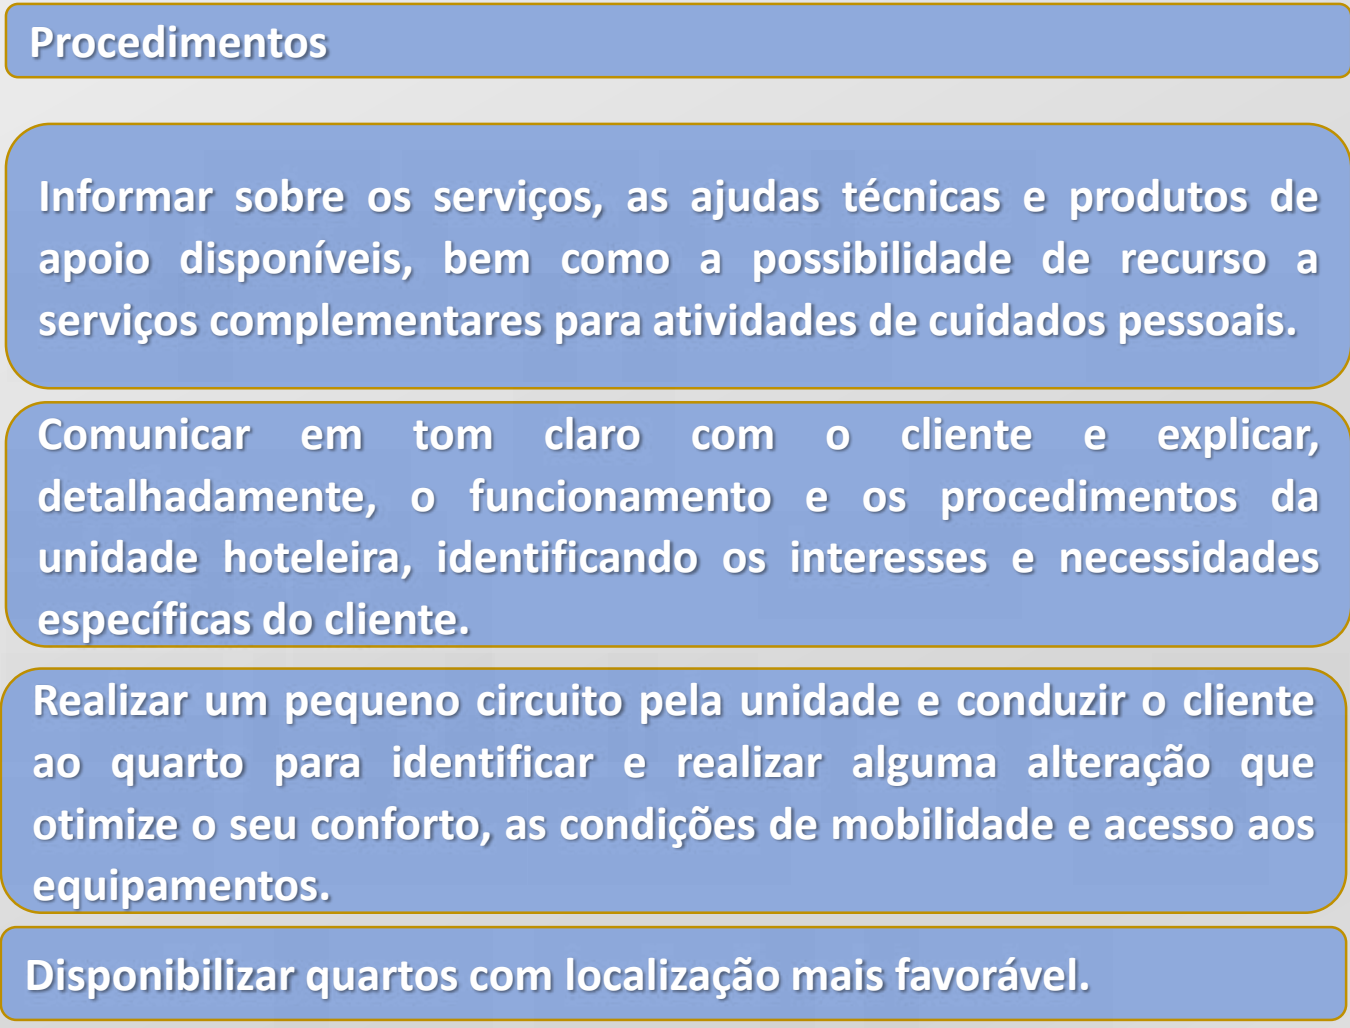 Procedimentos
Informar sobre os serviços, as ajudas técnicas e produtos de
apoio disponíveis, bem como a possibilidade de recurso a
serviços complementares para atividades de cuidados pessoais.
Comunicar em tom claro com o cliente e explicar,
detalhadamente, o funcionamento e os procedimentos da
unidade hoteleira, identificando os interesses e necessidades
específicas do cliente.
Realizar um pequeno circuito pela unidade e conduzir o cliente
ao quarto para identificar e realizar alguma alteração que
otimize o seu conforto, as condições de mobilidade e acesso aos
equipamentos.
Disponibilizar quartos com localização mais favorável.